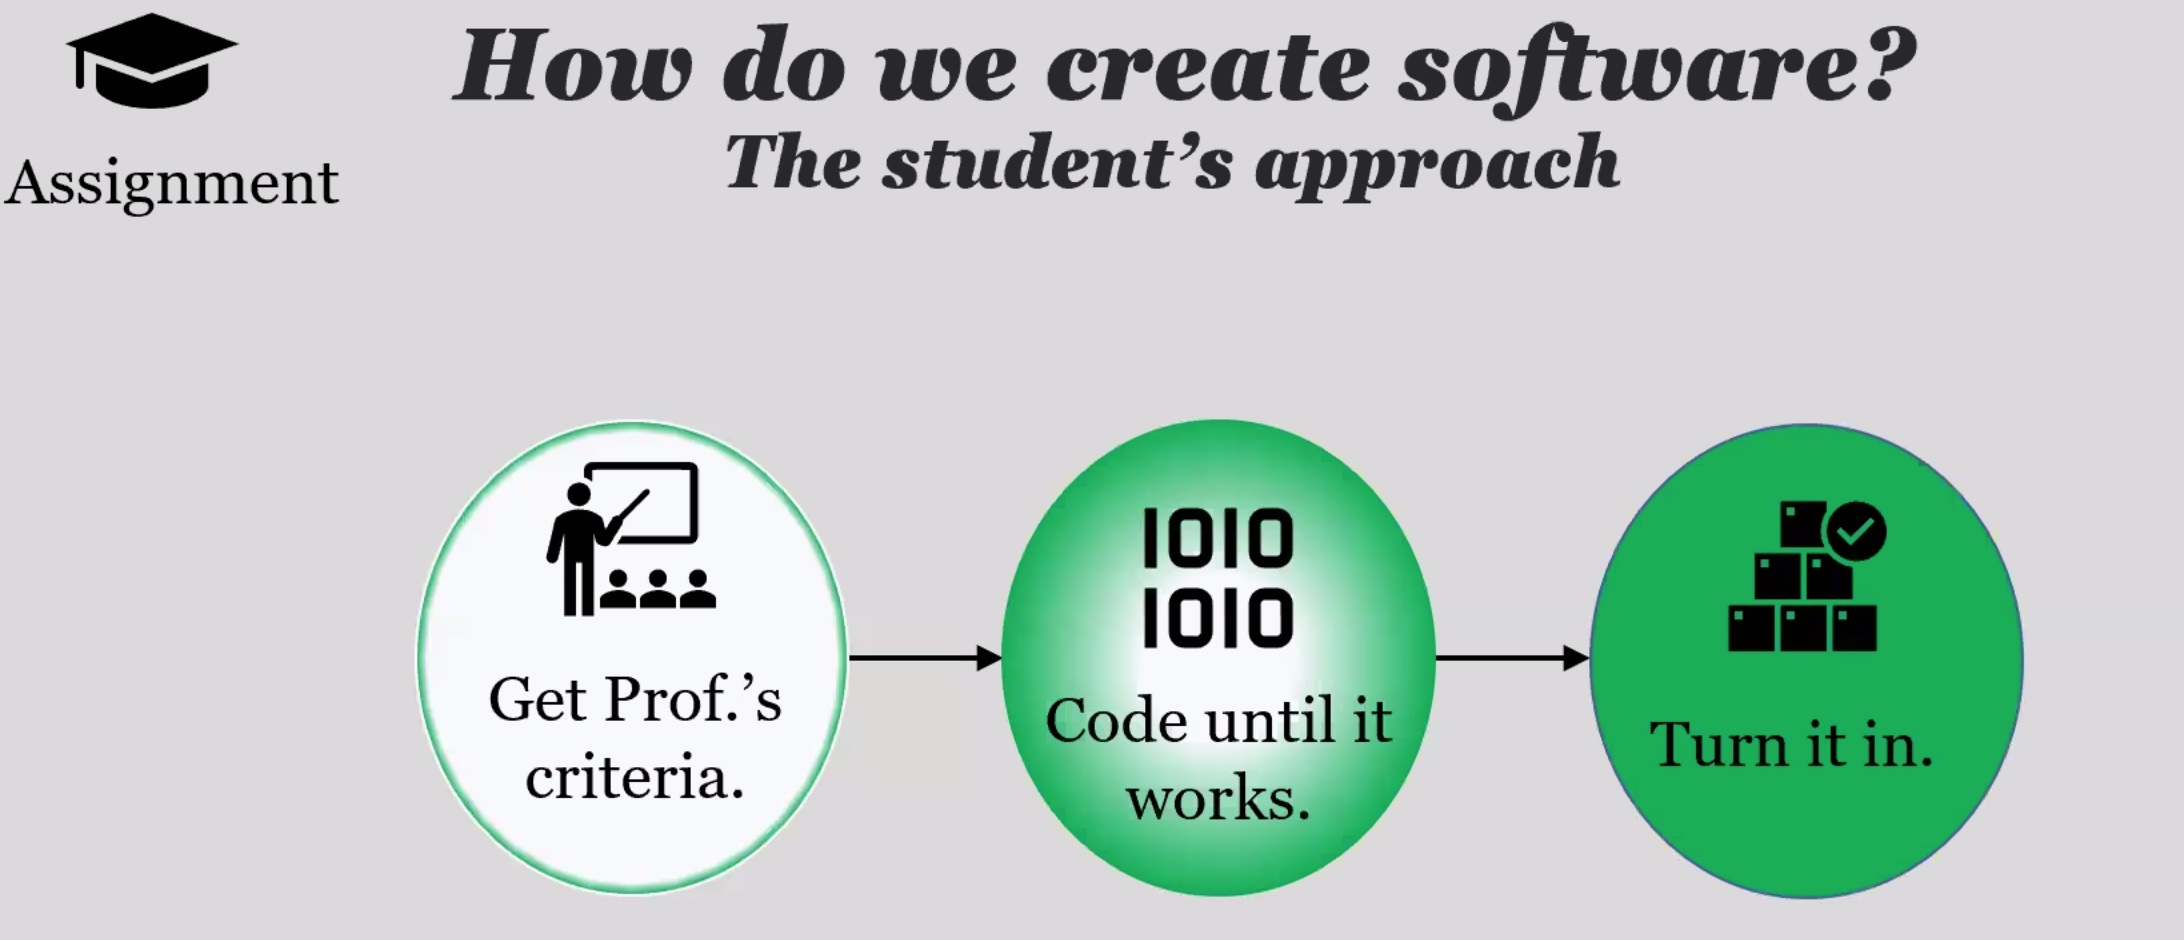 How do we create software?
The student’s approach
Assignment
Get Prof.’s
criteria.
1010
1010
Code until it
works.
Turn it in.